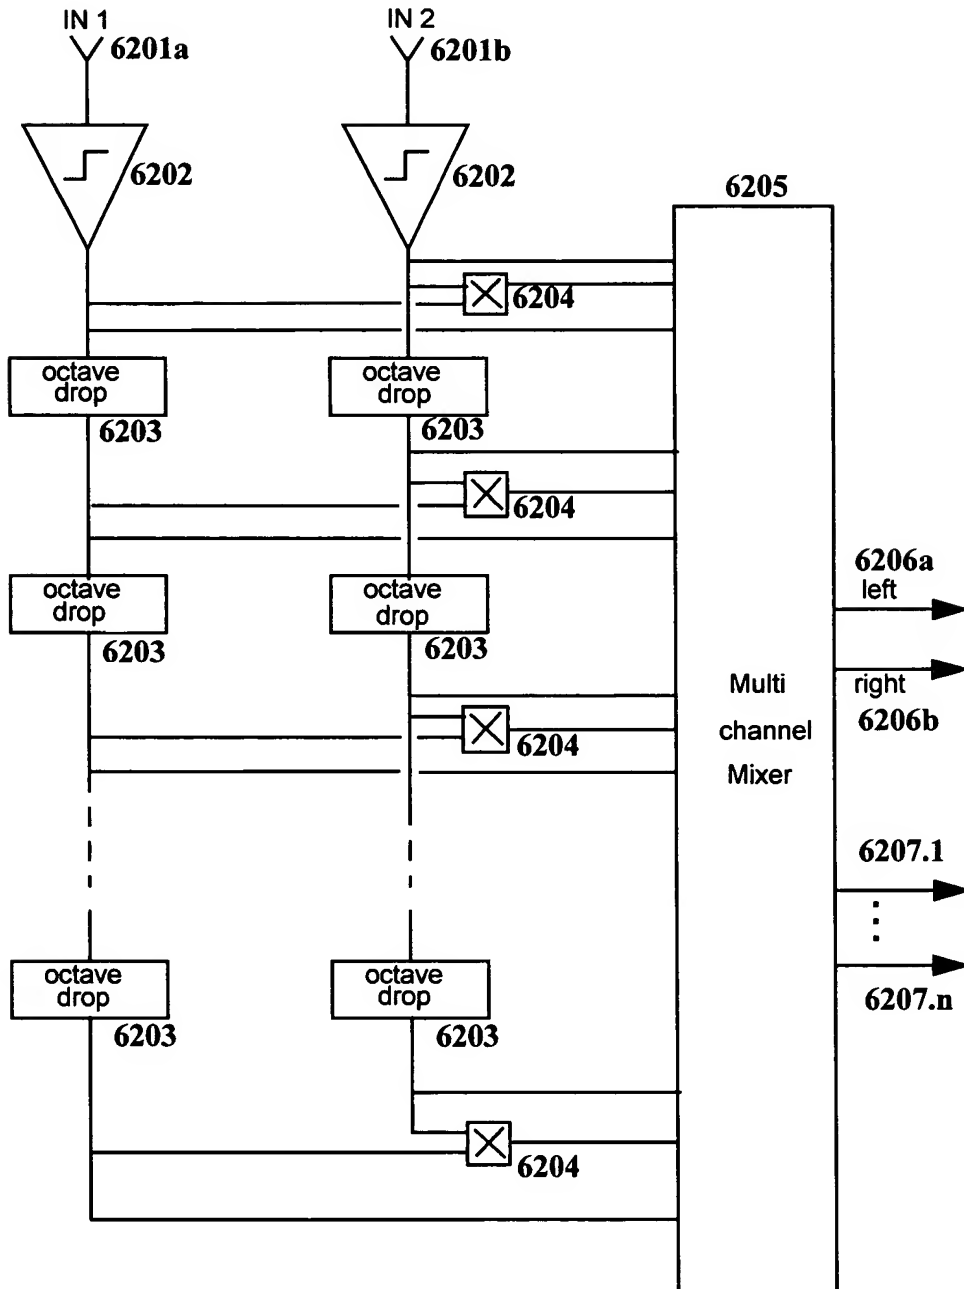 IN 1
6201a
IN 2
6201b
6202
6202
6205
6204
octave
drop
6203
octave
drop
6203
6204
octave
drop
6203
octave
drop
6203
6206a
left
right
6206b
Multi
channel
Mixer
6204
6207.1
6207.n
octave
drop
6203
octave
drop
6203
6204